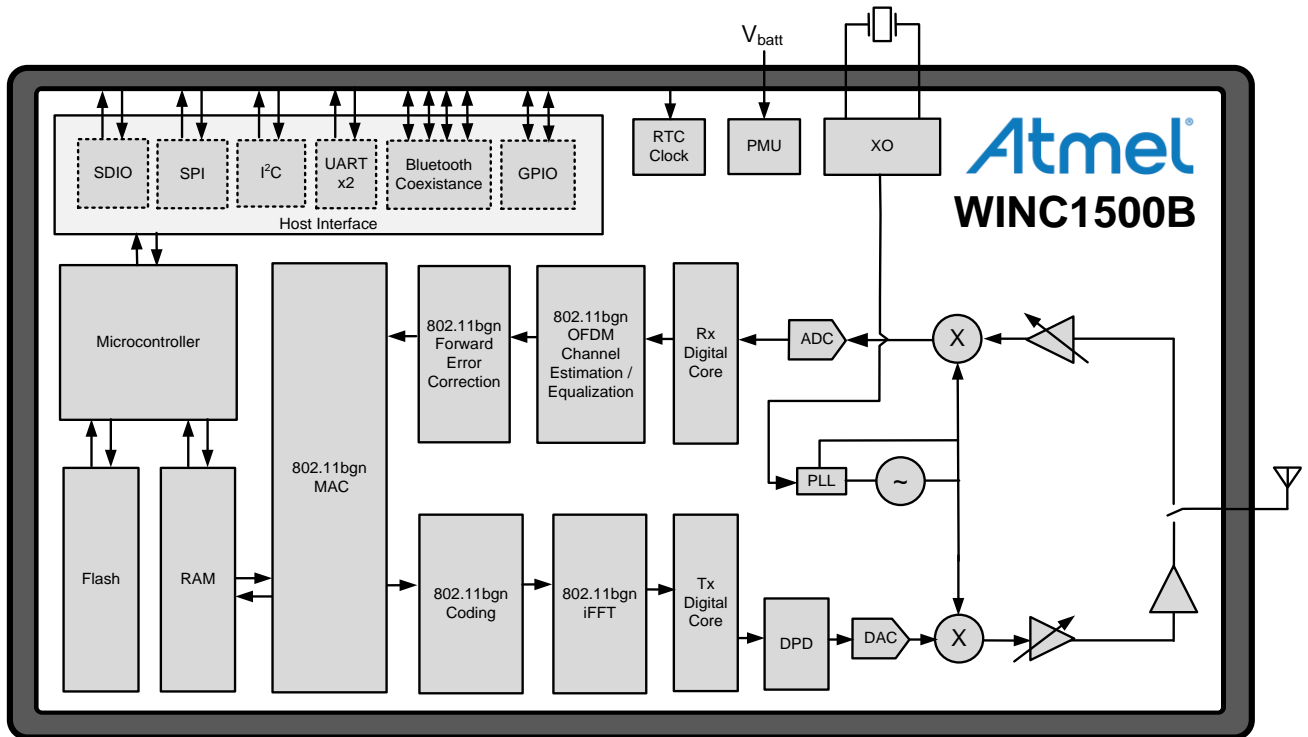 V_batt
Atmel®
WINC1500B
SDIO
SPI
I²C
UART
x2
Bluetooth
Coexistance
GPIO
Host Interface
RTC
Clock
PMU
XO
Microcontroller
802.11bgn
MAC
802.11bgn
Forward
Error
Correction
802.11bgn
OFDM
Channel
Estimation /
Equalization
Rx
Digital
Core
ADC
X
PLL
~
Flash
RAM
802.11bgn
Coding
802.11bgn
iFFT
Tx
Digital
Core
DPD
DAC
X